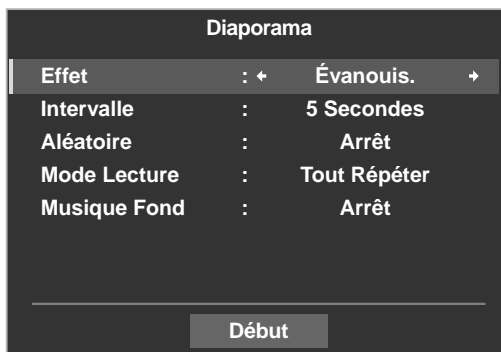 Diaporama
Effet : Évanouis.
Intervalle : 5 Secondes
Aléatoire : Arrêt
Mode Lecture : Tout Répéter
Musique Fond : Arrêt
Début